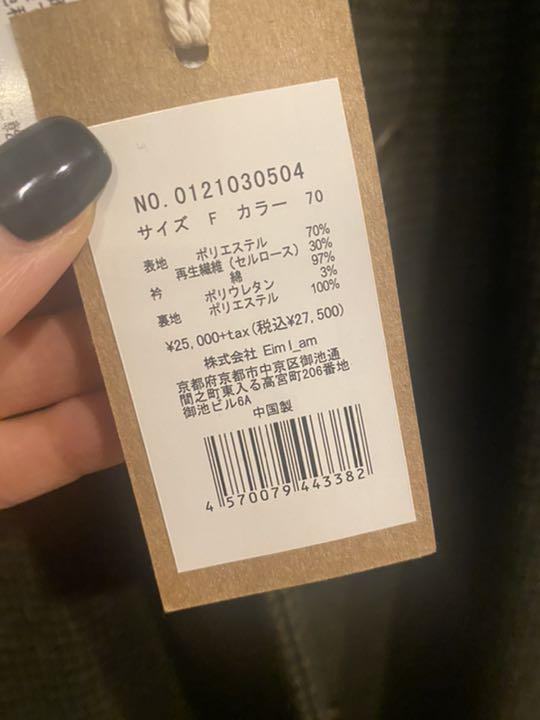 NO.0121030504
サイズ F カラー 70
表地 ポリエステル 70%
再生繊維（セルロース） 30%
衿 綿 97%
ポリウレタン 3%
裏地 ポリエステル 100%
¥25,000+tax(税込¥27,500)
株式会社 Eim I_am
京都府京都市中京区御池通
間之町東入る高宮町206番地
御池ビル6A
中国製
4 570079 443382